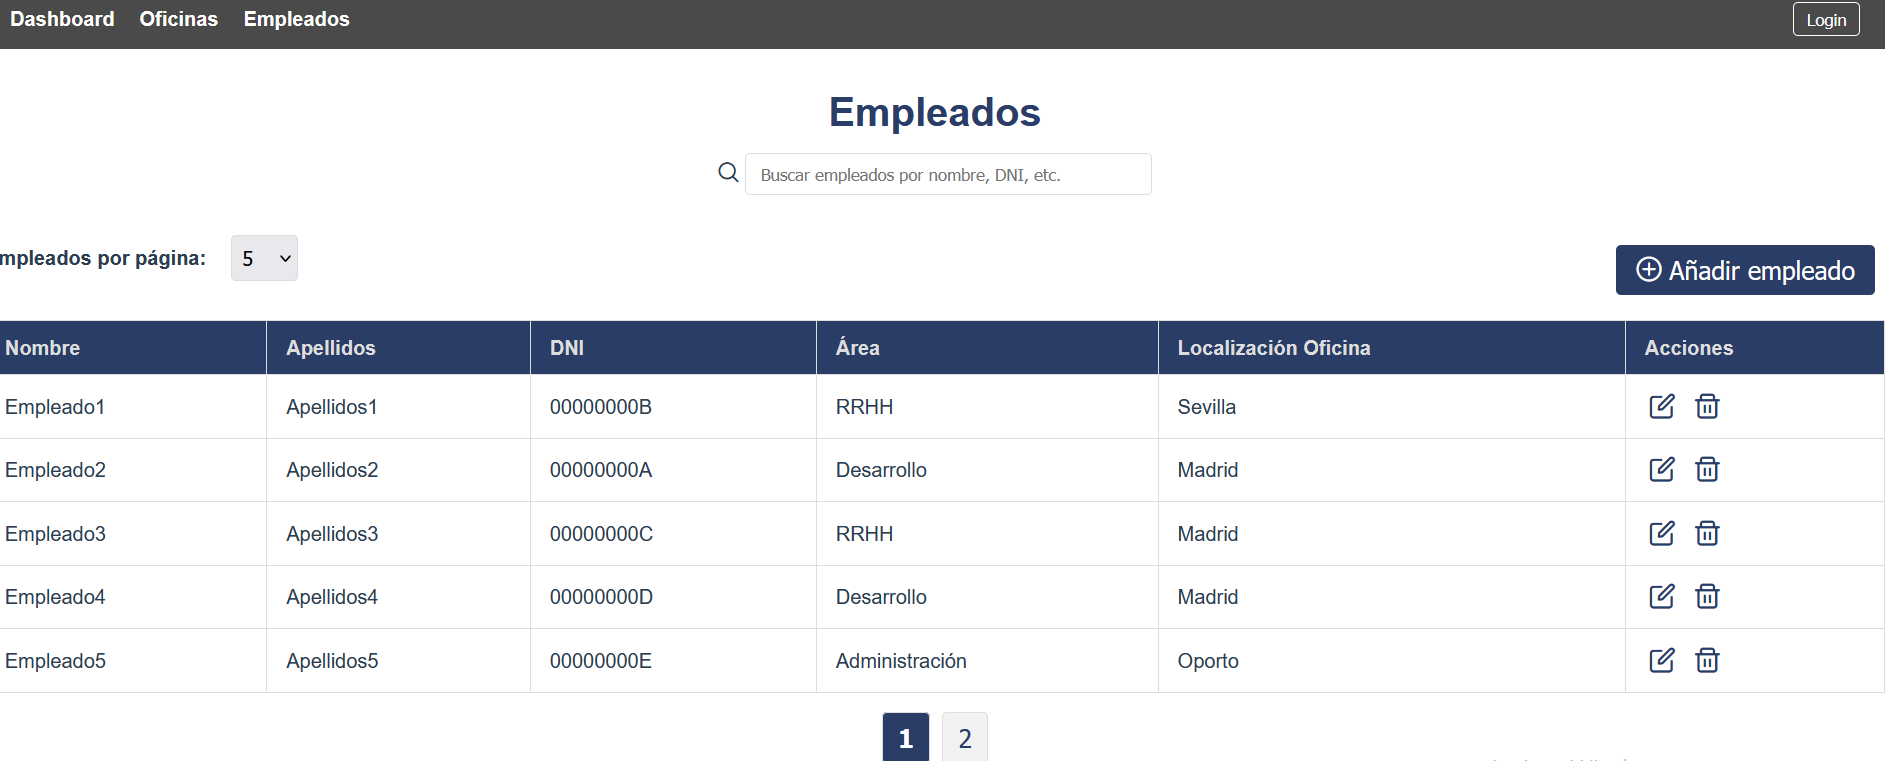 Dashboard Oficinas Empleados Login
Empleados
Buscar empleados por nombre, DNI, etc.
mpleados por página: 5
Añadir empleado
Nombre Apellidos DNI Área Localización Oficina Acciones
Empleado1 Apellidos1 00000000B RRHH Sevilla
Empleado2 Apellidos2 00000000A Desarrollo Madrid
Empleado3 Apellidos3 00000000C RRHH Madrid
Empleado4 Apellidos4 00000000D Desarrollo Madrid
Empleado5 Apellidos5 00000000E Administración Oporto
1 2